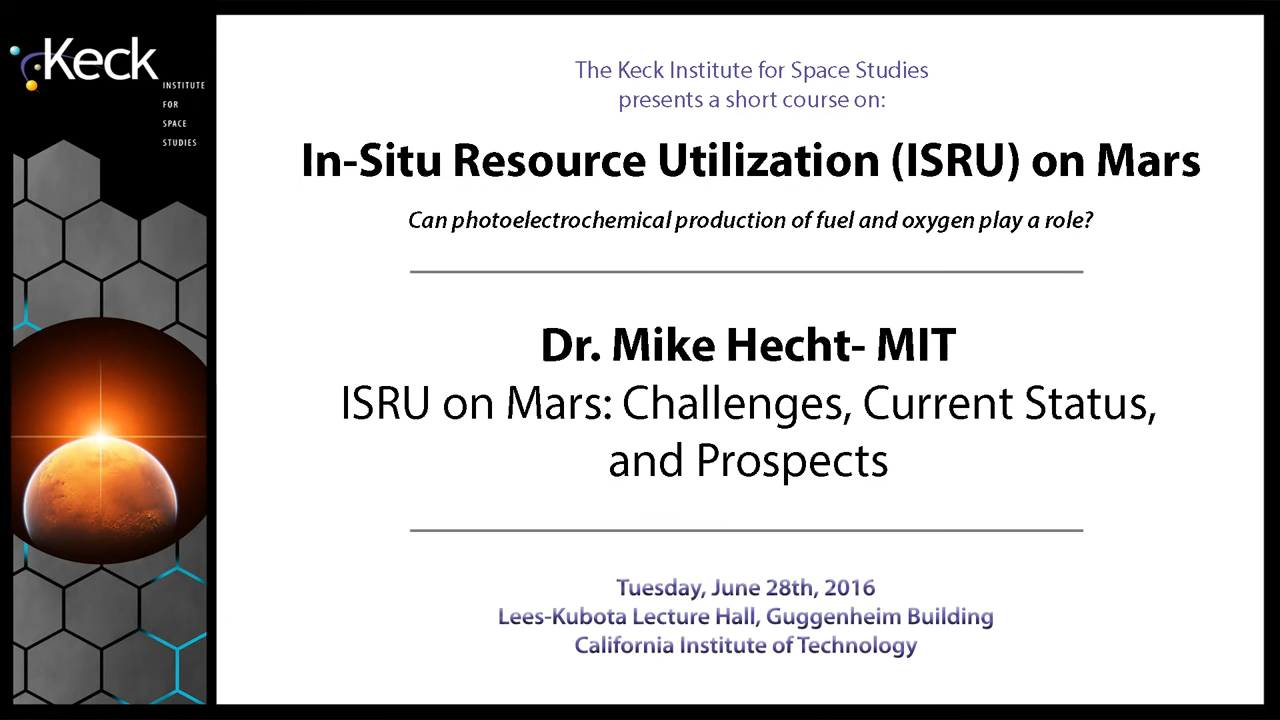 Keck
INSTITUTE
FOR
SPACE
STUDIES
The Keck Institute for Space Studies
presents a short course on:
In-Situ Resource Utilization (ISRU) on Mars
Can photoelectrochemical production of fuel and oxygen play a role?
Dr. Mike Hecht- MIT
ISRU on Mars: Challenges, Current Status,
and Prospects
Tuesday, June 28th, 2016
Lees-Kubota Lecture Hall, Guggenheim Building
California Institute of Technology